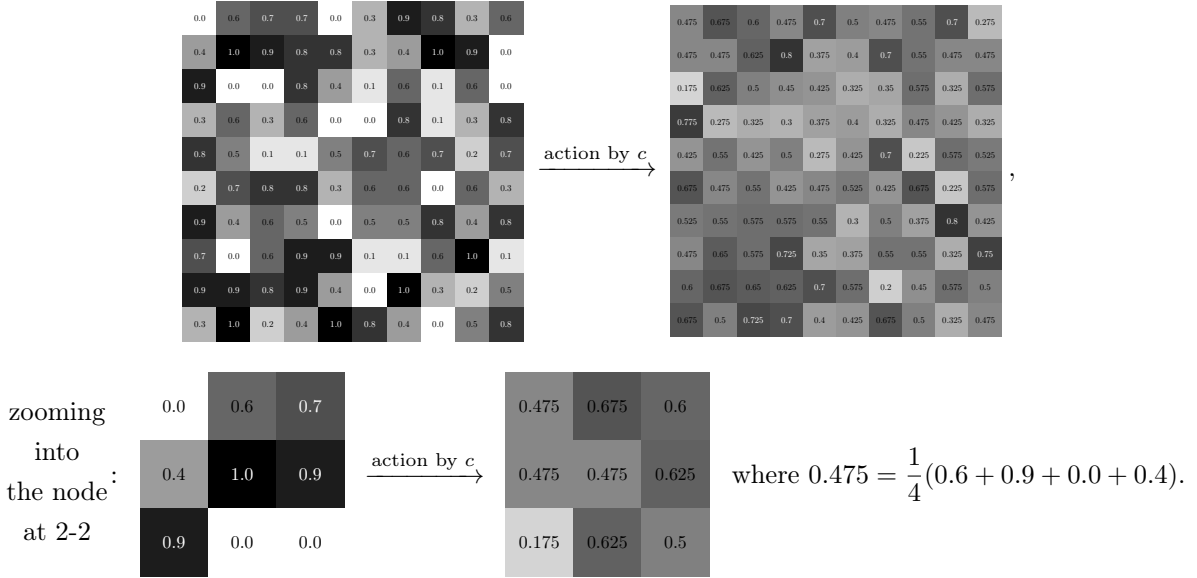 0.0 0.6 0.7 0.7 0.0 0.3 0.9 0.8 0.3 0.6
0.4 1.0 0.9 0.8 0.8 0.3 0.4 1.0 0.9 0.0
0.9 0.0 0.0 0.8 0.4 0.1 0.6 0.1 0.6 0.0
0.3 0.6 0.3 0.6 0.0 0.0 0.8 0.1 0.3 0.8
0.8 0.5 0.1 0.1 0.5 0.7 0.6 0.7 0.2 0.7
0.2 0.7 0.8 0.8 0.3 0.6 0.6 0.0 0.6 0.3
0.9 0.4 0.6 0.5 0.0 0.5 0.5 0.8 0.4 0.8
0.7 0.0 0.6 0.9 0.9 0.1 0.1 0.6 1.0 0.1
0.9 0.9 0.8 0.9 0.4 0.0 1.0 0.3 0.2 0.5
0.3 1.0 0.2 0.4 1.0 0.8 0.4 0.0 0.5 0.8
action by c
0.475 0.675 0.6 0.475 0.7 0.5 0.475 0.55 0.7 0.275
0.475 0.475 0.625 0.8 0.375 0.4 0.7 0.55 0.475 0.475
0.175 0.625 0.5 0.45 0.425 0.325 0.35 0.575 0.325 0.575
0.775 0.275 0.325 0.3 0.375 0.4 0.325 0.475 0.425 0.325
0.425 0.55 0.425 0.5 0.275 0.425 0.7 0.225 0.575 0.525
0.675 0.475 0.55 0.425 0.475 0.525 0.425 0.675 0.225 0.575
0.525 0.55 0.575 0.575 0.55 0.3 0.5 0.375 0.8 0.425
0.475 0.65 0.575 0.725 0.35 0.375 0.55 0.55 0.325 0.75
0.6 0.675 0.65 0.625 0.7 0.575 0.2 0.45 0.575 0.5
0.675 0.5 0.725 0.7 0.4 0.425 0.675 0.5 0.325 0.475
,
zooming
into
the node
at 2-2
:
0.0 0.6 0.7
0.4 1.0 0.9
0.9 0.0 0.0
action by c
0.475 0.675 0.6
0.475 0.475 0.625
0.175 0.625 0.5
where 0.475 = 1/4(0.6 + 0.9 + 0.0 + 0.4).